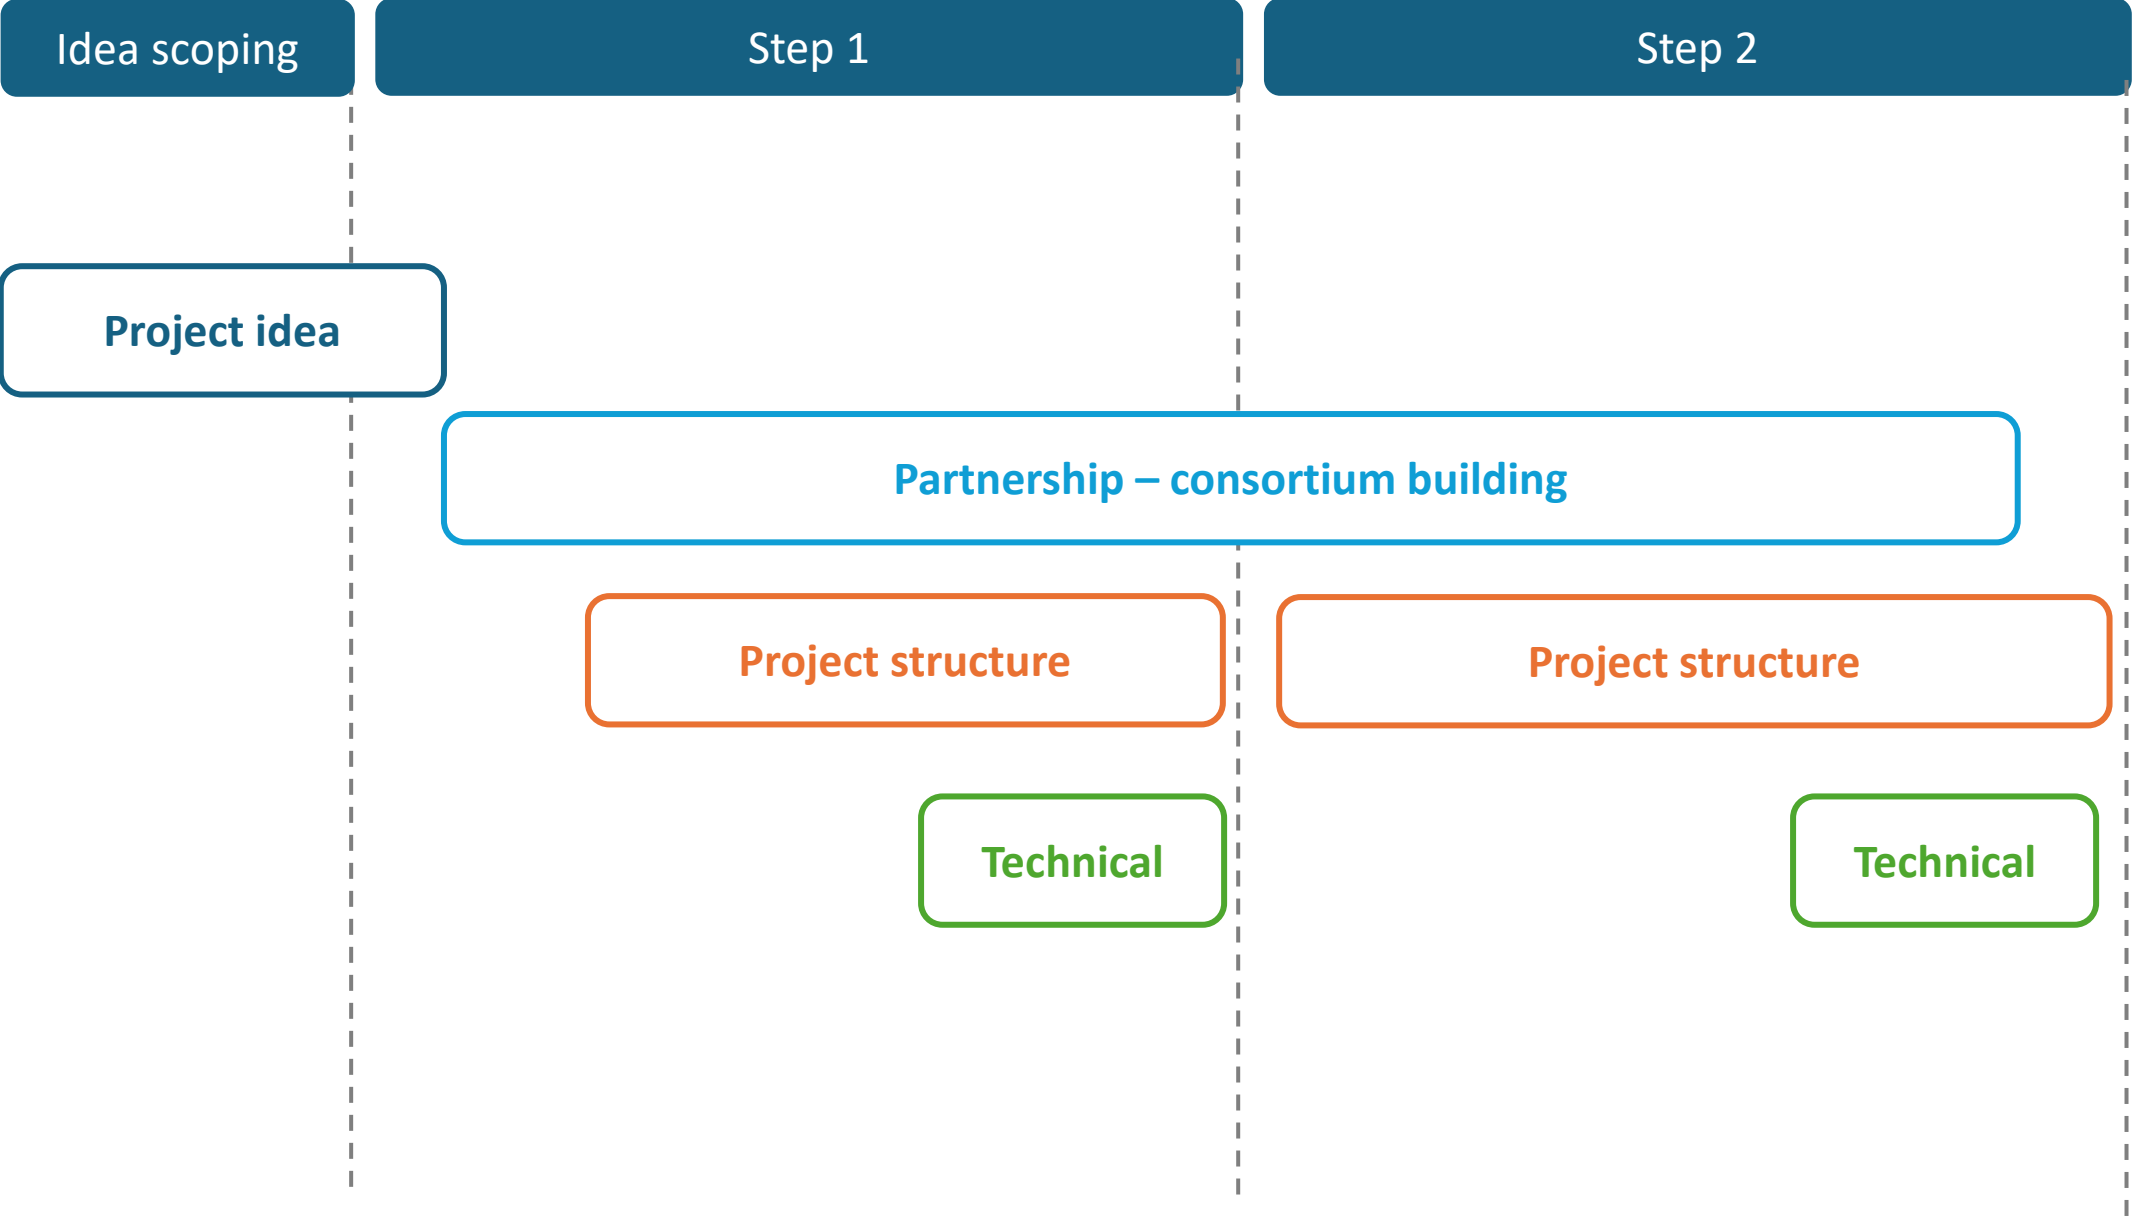 Idea scoping
Step 1
Step 2
Project idea
Partnership – consortium building
Project structure
Project structure
Technical
Technical